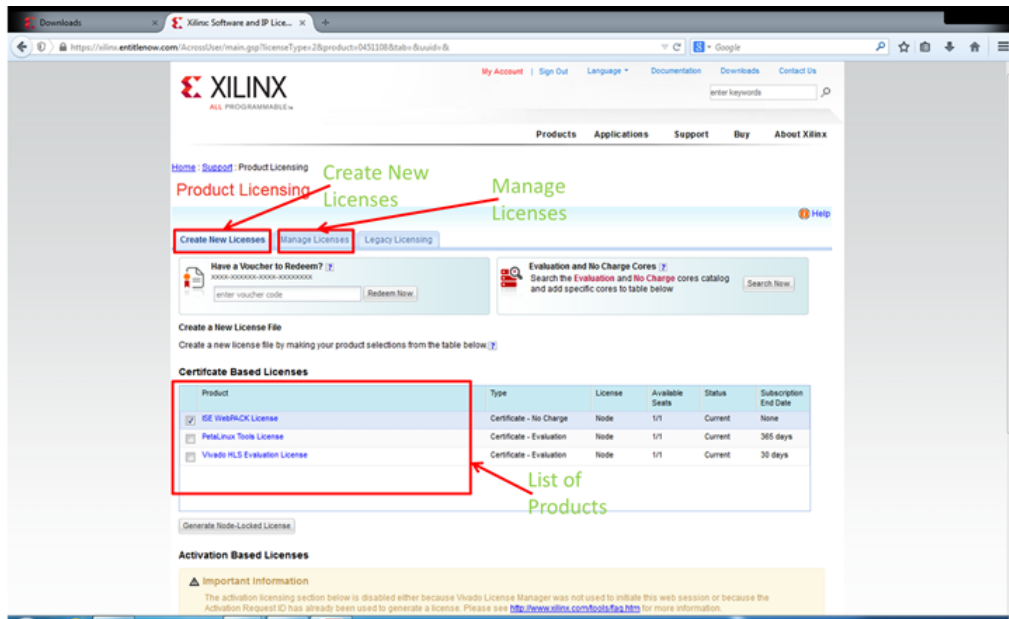 Downloads
Xilinx Software and IP Lice...
https://xilinx.entitlenow.com/AcrossUser/main.gsp?licenseType=2&product=0451108&tab=&uuid=&
Google
XILINX
ALL PROGRAMMABLE
My Account | Sign Out Language Documentation Downloads Contact Us
enter keywords
Products Applications Support Buy About Xilinx
Home : Support : Product Licensing
Product Licensing
Create New
Licenses
Manage
Licenses
Help
Create New Licenses Manage Licenses Legacy Licensing
Have a Voucher to Redeem? ?
enter voucher code Redeem Now
Evaluation and No Charge Cores ?
Search the Evaluation and No Charge cores catalog
and add specific cores to table below
Search Now
Create a New License File
Create a new license file by making your product selections from the table below. ?
Certifcate Based Licenses
Product Type License Available Seats Status Subscription End Date
ISE WebPACK License Certificate - No Charge Node 1/1 Current None
PetaLinux Tools License Certificate - Evaluation Node 1/1 Current 365 days
Vivado HLS Evaluation License Certificate - Evaluation Node 1/1 Current 30 days
List of
Products
Generate Node-Locked License
Activation Based Licenses
Important Information
The activation licensing section below is disabled either because Vivado License Manager was not used to initiate this web session or because the
Activation Request ID has already been used to generate a license. Please see http://www.xilinx.com/tools/faq.htm for more information.